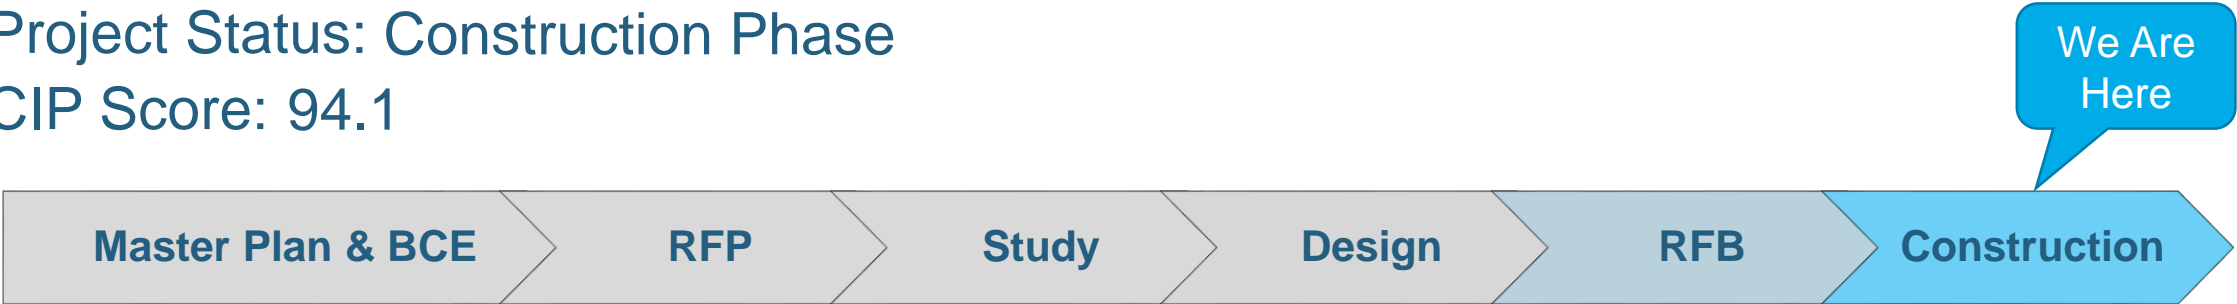 Project Status: Construction Phase
CIP Score: 94.1
We Are
Here
Master Plan & BCE
RFP
Study
Design
RFB
Construction